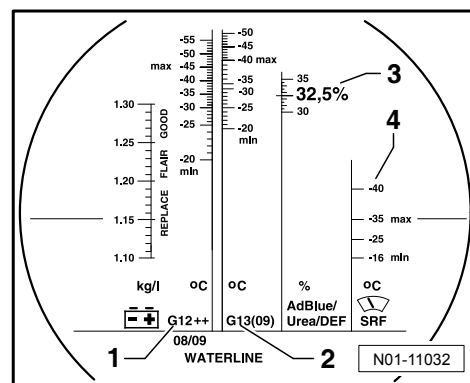 -55
-50
max -45
-40
-35
-30
-25
-20
min
-50
-45
-40 max
-35
-30
-25
-20
min
35
32,5%
30
3
4
1.30
1.25
1.20
1.15
1.10
GOOD
FLAIR
REPLACE
-40
-35 max
-25
-16 min
kg/l
°C
°C
%
°C
AdBlue/
Urea/DEF
SRF
- +
G12++
G13(09)
08/09
WATERLINE
1
2
N01-11032